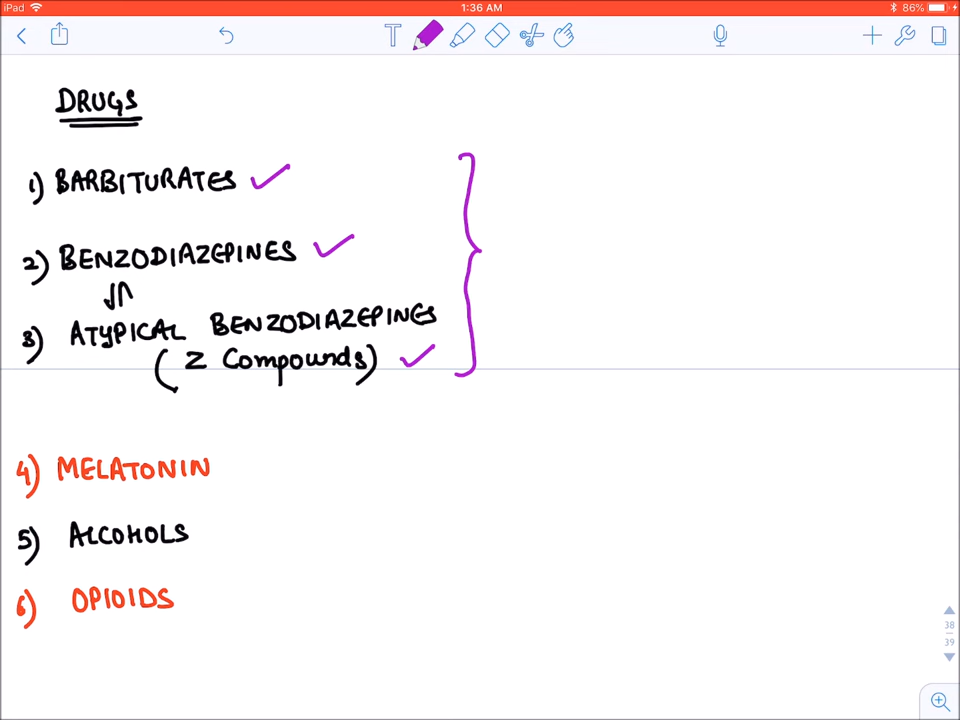 iPad 1:36 AM 86%
T
DRUGS
1) BARBITURATES
2) BENZODIAZEPINES
3) ATYPICAL BENZODIAZEPINES
(Z Compounds)
4) MELATONIN
5) ALCOHOLS
6) OPIOIDS
38
39